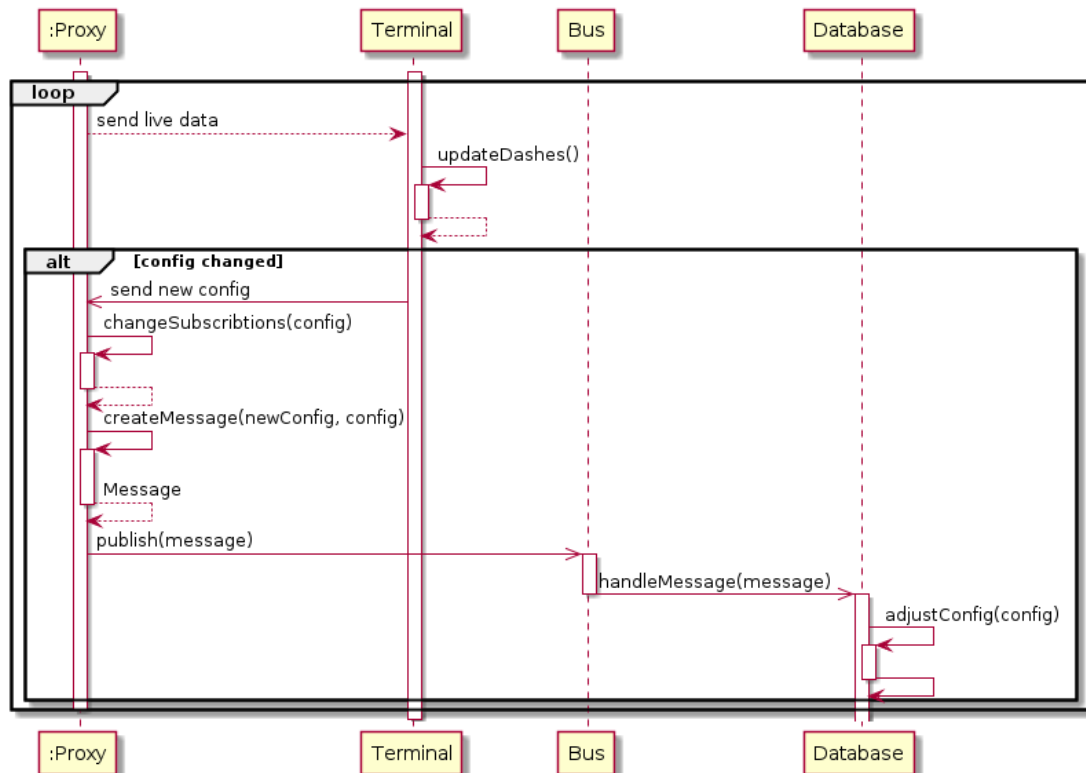 :Proxy
Terminal
Bus
Database
loop
send live data
updateDashes()
alt
[config changed]
send new config
changeSubscribtions(config)
createMessage(newConfig, config)
Message
publish(message)
handleMessage(message)
adjustConfig(config)
:Proxy
Terminal
Bus
Database